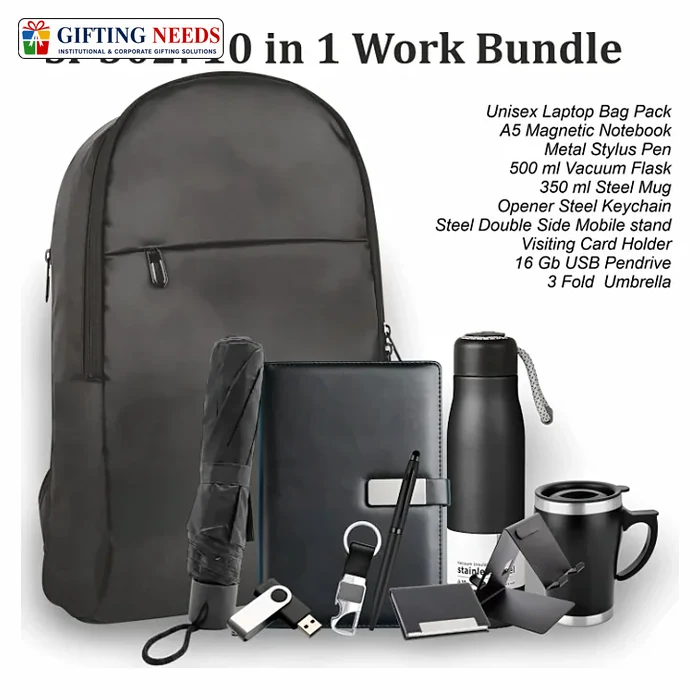 GIFTING NEEDS
INSTITUTIONAL & CORPORATE GIFTING SOLUTIONS
10 in 1 Work Bundle
Unisex Laptop Bag Pack
A5 Magnetic Notebook
Metal Stylus Pen
500 ml Vacuum Flask
350 ml Steel Mug
Opener Steel Keychain
Steel Double Side Mobile stand
Visiting Card Holder
16 Gb USB Pendrive
3 Fold Umbrella